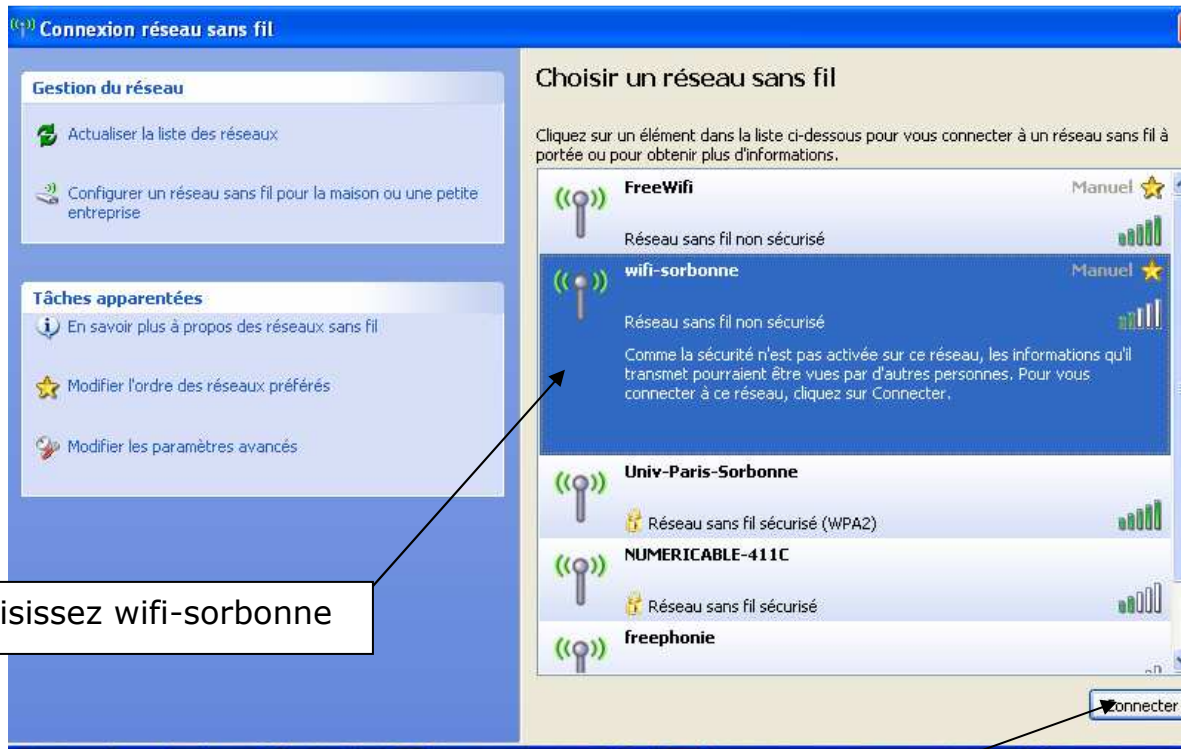 Connexion réseau sans fil
Gestion du réseau
Actualiser la liste des réseaux
Configurer un réseau sans fil pour la maison ou une petite
entreprise
Tâches apparentées
En savoir plus à propos des réseaux sans fil
Modifier l'ordre des réseaux préférés
Modifier les paramètres avancés
isissez wifi-sorbonne
Choisir un réseau sans fil
Cliquez sur un élément dans la liste ci-dessous pour vous connecter à un réseau sans fil à
portée ou pour obtenir plus d'informations.
FreeWifi Manuel
Réseau sans fil non sécurisé
wifi-sorbonne Manuel
Réseau sans fil non sécurisé
Comme la sécurité n'est pas activée sur ce réseau, les informations qu'il
transmet pourraient être vues par d'autres personnes. Pour vous
connecter à ce réseau, cliquez sur Connecter.
Univ-Paris-Sorbonne
Réseau sans fil sécurisé (WPA2)
NUMERICABLE-411C
Réseau sans fil sécurisé
freephonie
Connecter